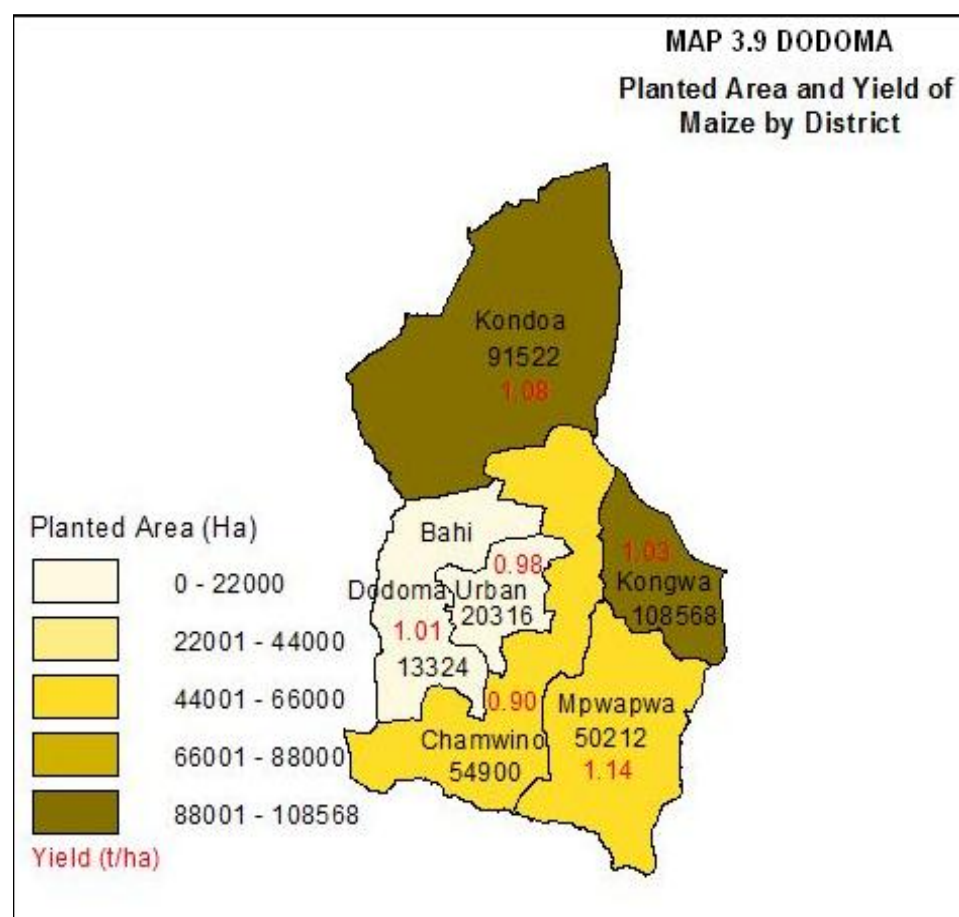 MAP 3.9 DODOMA
Planted Area and Yield of
Maize by District
Kondoa
91522
1.08
Bahi
0.98
Dodoma Urban
20316
1.01
13324
1.03
Kongwa
108568
0.90
Chamwino
54900
Mpwapwa
50212
1.14
Planted Area (Ha)
0 - 22000
22001 - 44000
44001 - 66000
66001 - 88000
88001 - 108568
Yield (t/ha)